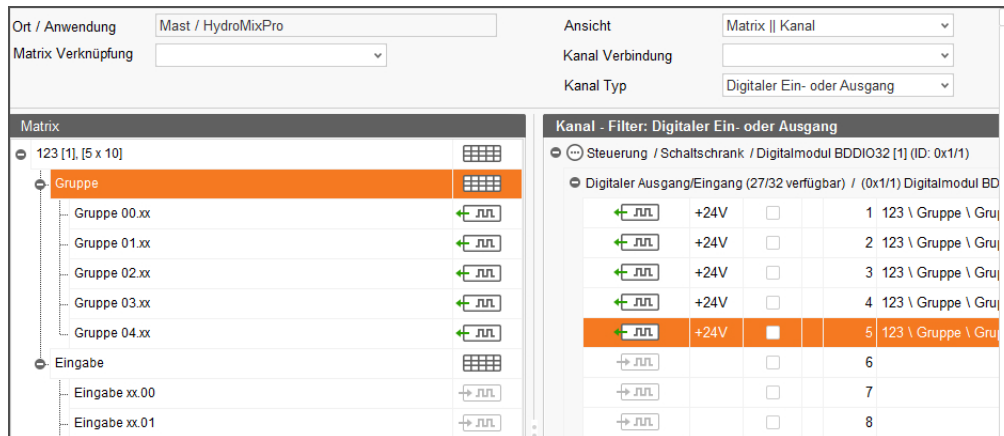 Ort / Anwendung Mast / HydroMixPro
Matrix Verknüpfung
Ansicht Matrix || Kanal
Kanal Verbindung
Kanal Typ Digitaler Ein- oder Ausgang
Matrix
123 [1], [5 x 10]
Gruppe
Gruppe 00.xx
Gruppe 01.xx
Gruppe 02.xx
Gruppe 03.xx
Gruppe 04.xx
Eingabe
Eingabe xx.00
Eingabe xx.01
Kanal - Filter: Digitaler Ein- oder Ausgang
Steuerung / Schaltschrank / Digitalmodul BDDIO32 [1] (ID: 0x1/1)
Digitaler Ausgang/Eingang (27/32 verfügbar) / (0x1/1) Digitalmodul BD
+24V 1 123 \ Gruppe \ Gru
+24V 2 123 \ Gruppe \ Gru
+24V 3 123 \ Gruppe \ Gru
+24V 4 123 \ Gruppe \ Gru
+24V 5 123 \ Gruppe \ Gru
6
7
8